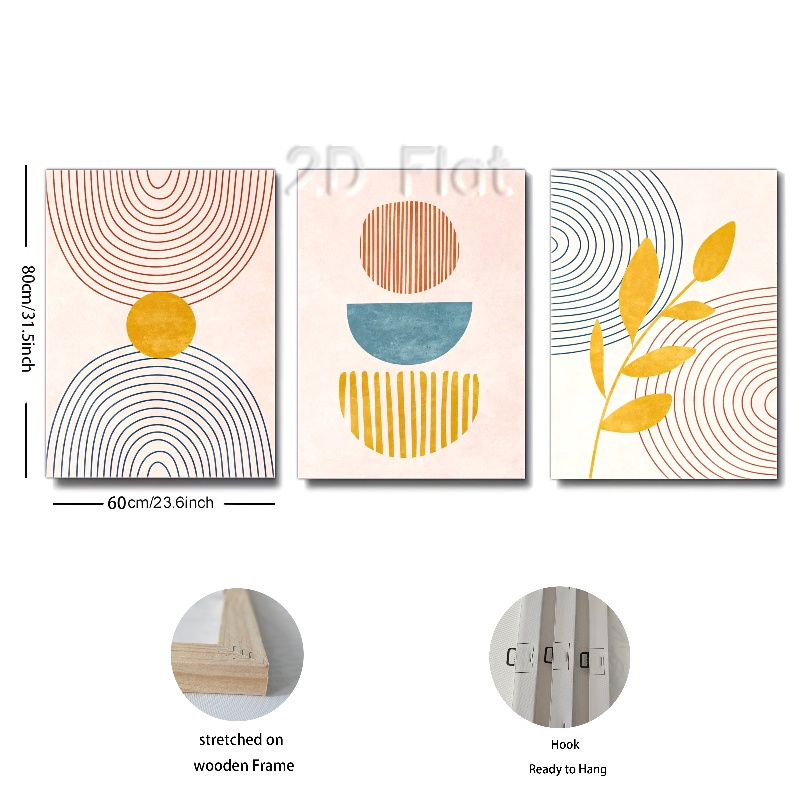 2D Flat
80cm/31.5inch
60cm/23.6inch
stretched on
wooden Frame
Hook
Ready to Hang